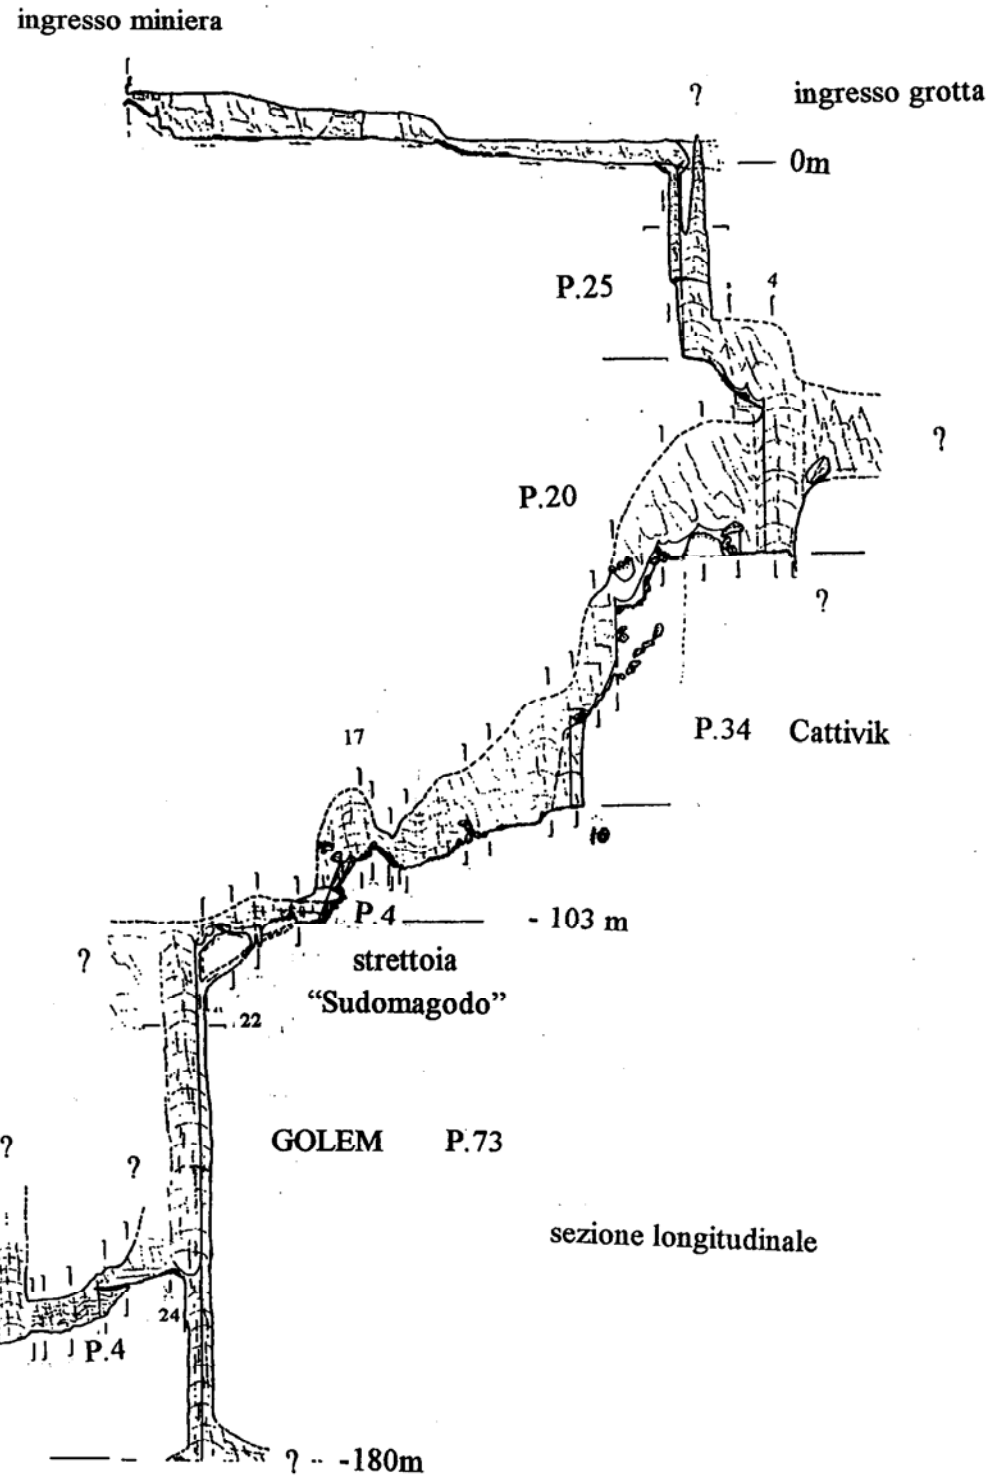 ingresso miniera
?
ingresso grotta
0m
P.25
4
?
P.20
?
P.34 Cattivik
17
10
P.4
- 103 m
?
strettoia
“Sudomagodo”
22
GOLEM P.73
?
?
sezione longitudinale
24
P.4
? -180m